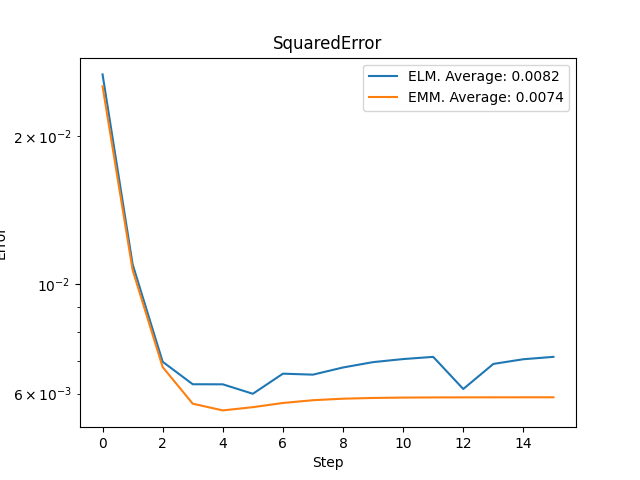 SquaredError
ELM. Average: 0.0082
EMM. Average: 0.0074
2 × 10⁻²
10⁻²
6 × 10⁻³
Error
0 2 4 6 8 10 12 14
Step